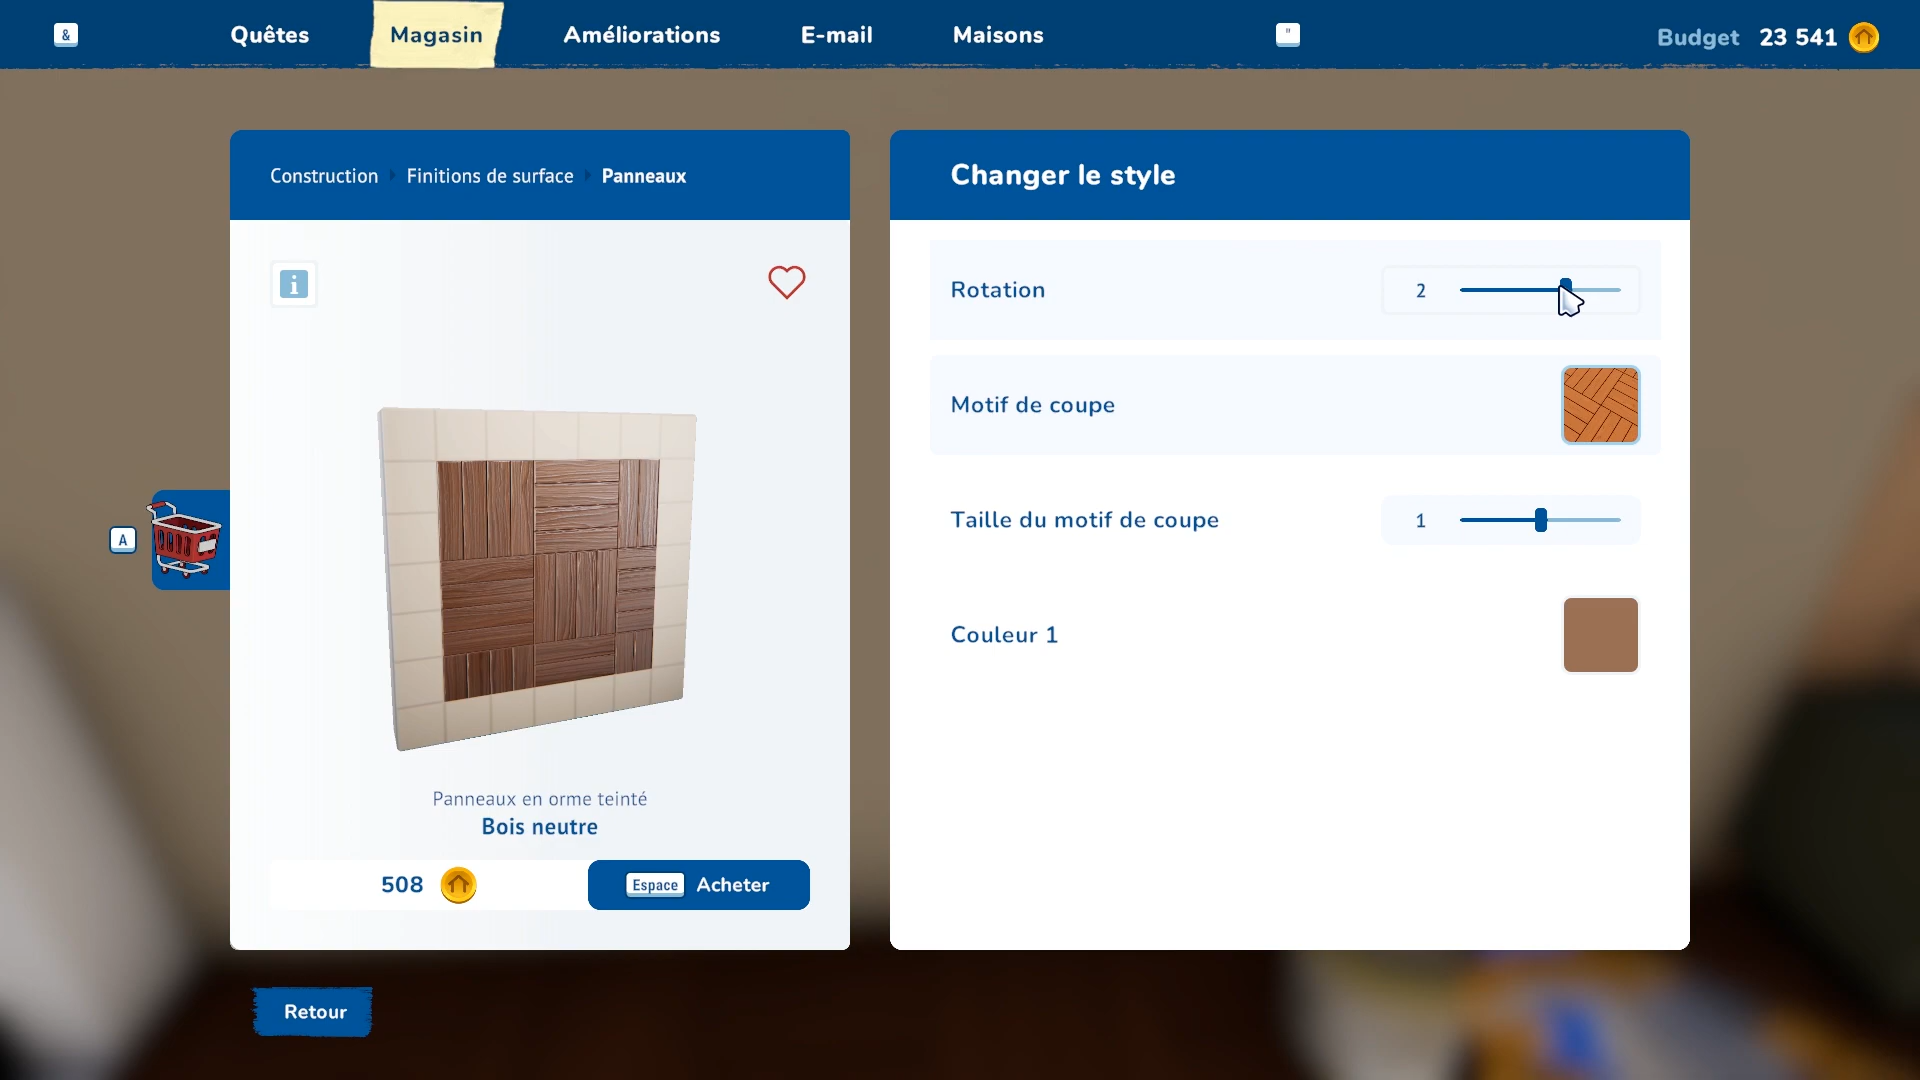 &
Quêtes
Magasin
Améliorations
E-mail
Maisons
"
Budget 23 541
Construction
Finitions de surface
Panneaux
i
A
Panneaux en orme teinté
Bois neutre
508
Espace Acheter
Retour
Changer le style
Rotation
2
Motif de coupe
Taille du motif de coupe
1
Couleur 1